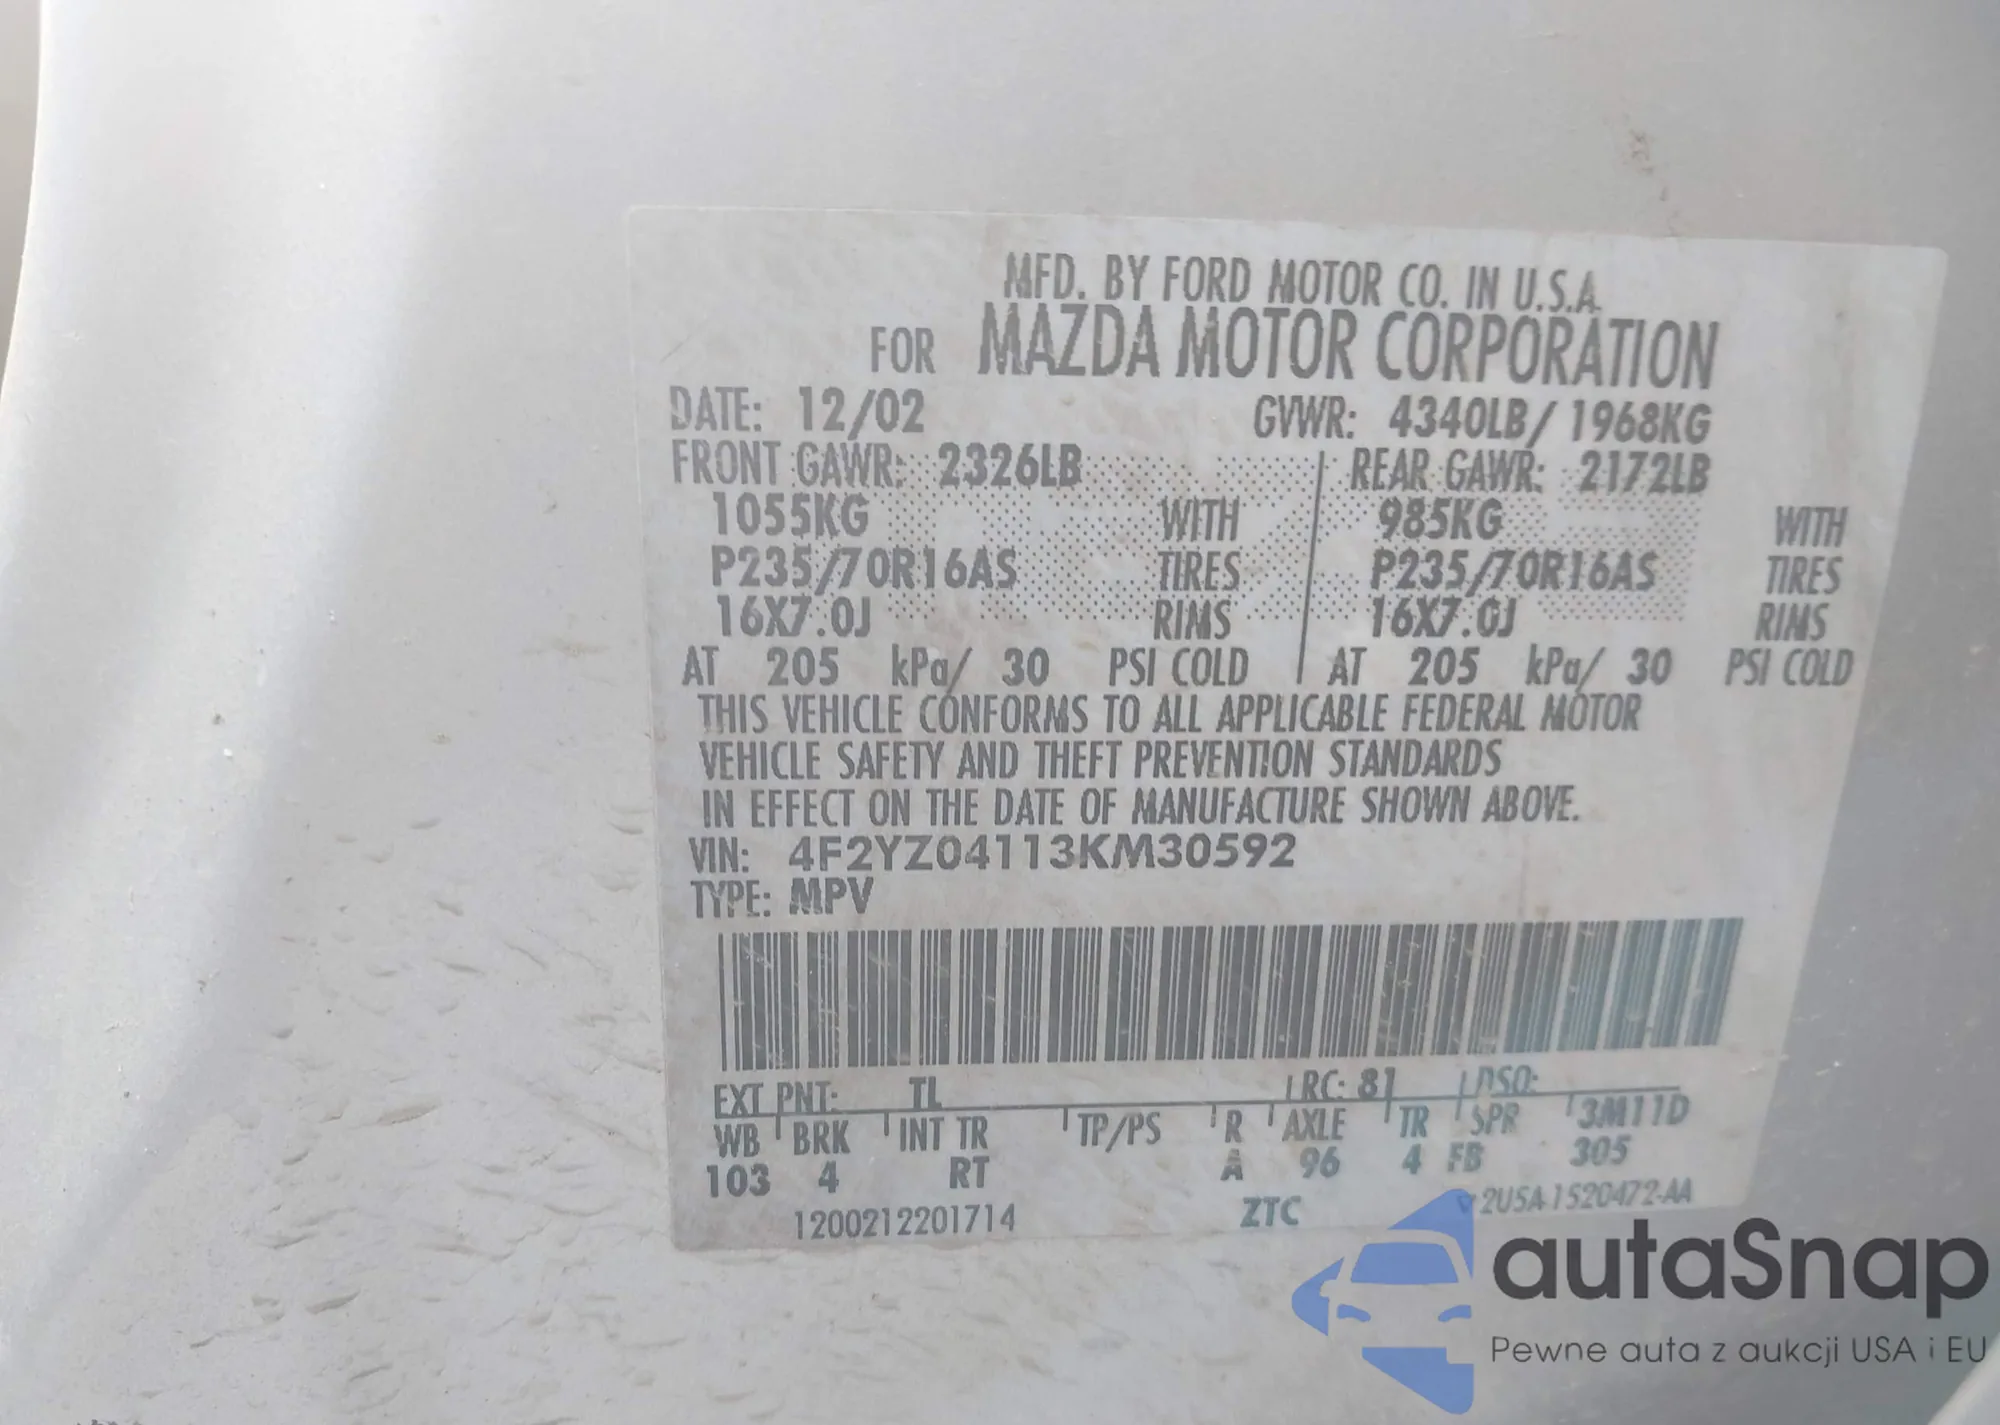 MFD. BY FORD MOTOR CO. IN U.S.A.
FOR MAZDA MOTOR CORPORATION
DATE: 12/02 GVWR: 4340LB/ 1968KG
FRONT GAWR: 2326LB REAR GAWR: 2172LB
1055KG WITH 985KG WITH
P235/70R16AS TIRES P235/70R16AS TIRES
16X7.0J RIMS 16X7.0J RIMS
AT 205 kPa/ 30 PSI COLD AT 205 kPa/ 30 PSI COLD
THIS VEHICLE CONFORMS TO ALL APPLICABLE FEDERAL MOTOR
VEHICLE SAFETY AND THEFT PREVENTION STANDARDS
IN EFFECT ON THE DATE OF MANUFACTURE SHOWN ABOVE.
VIN: 4F2YZ04113KM30592
TYPE: MPV
EXT PNT: TL RC: 81 DSO:
WB BRK INT TR TP/PS R AXLE TR SPR 3M11D
103 4 RT A 96 4 FB 305
1200212201714 ZTC 2U5A-1520472-AA
autaSnap
Pewne auta z aukcji USA i EU